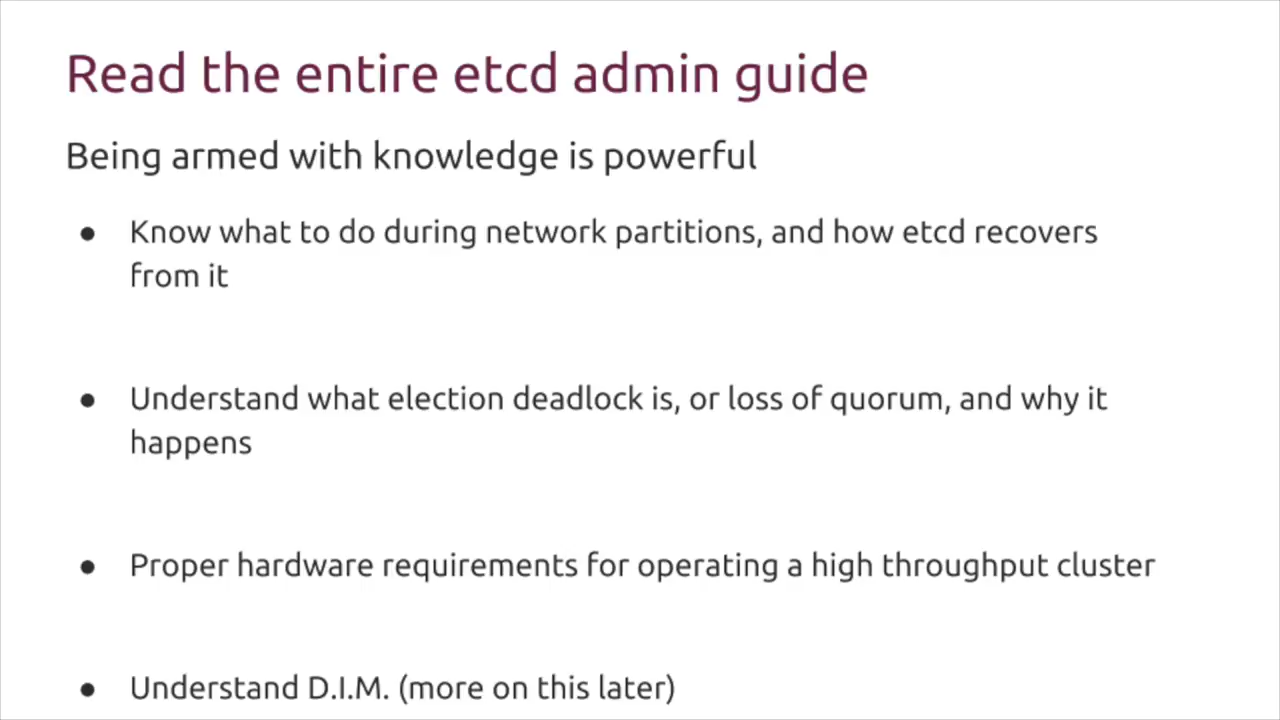 Read the entire etcd admin guide
Being armed with knowledge is powerful
● Know what to do during network partitions, and how etcd recovers
from it
● Understand what election deadlock is, or loss of quorum, and why it
happens
● Proper hardware requirements for operating a high throughput cluster
● Understand D.I.M. (more on this later)